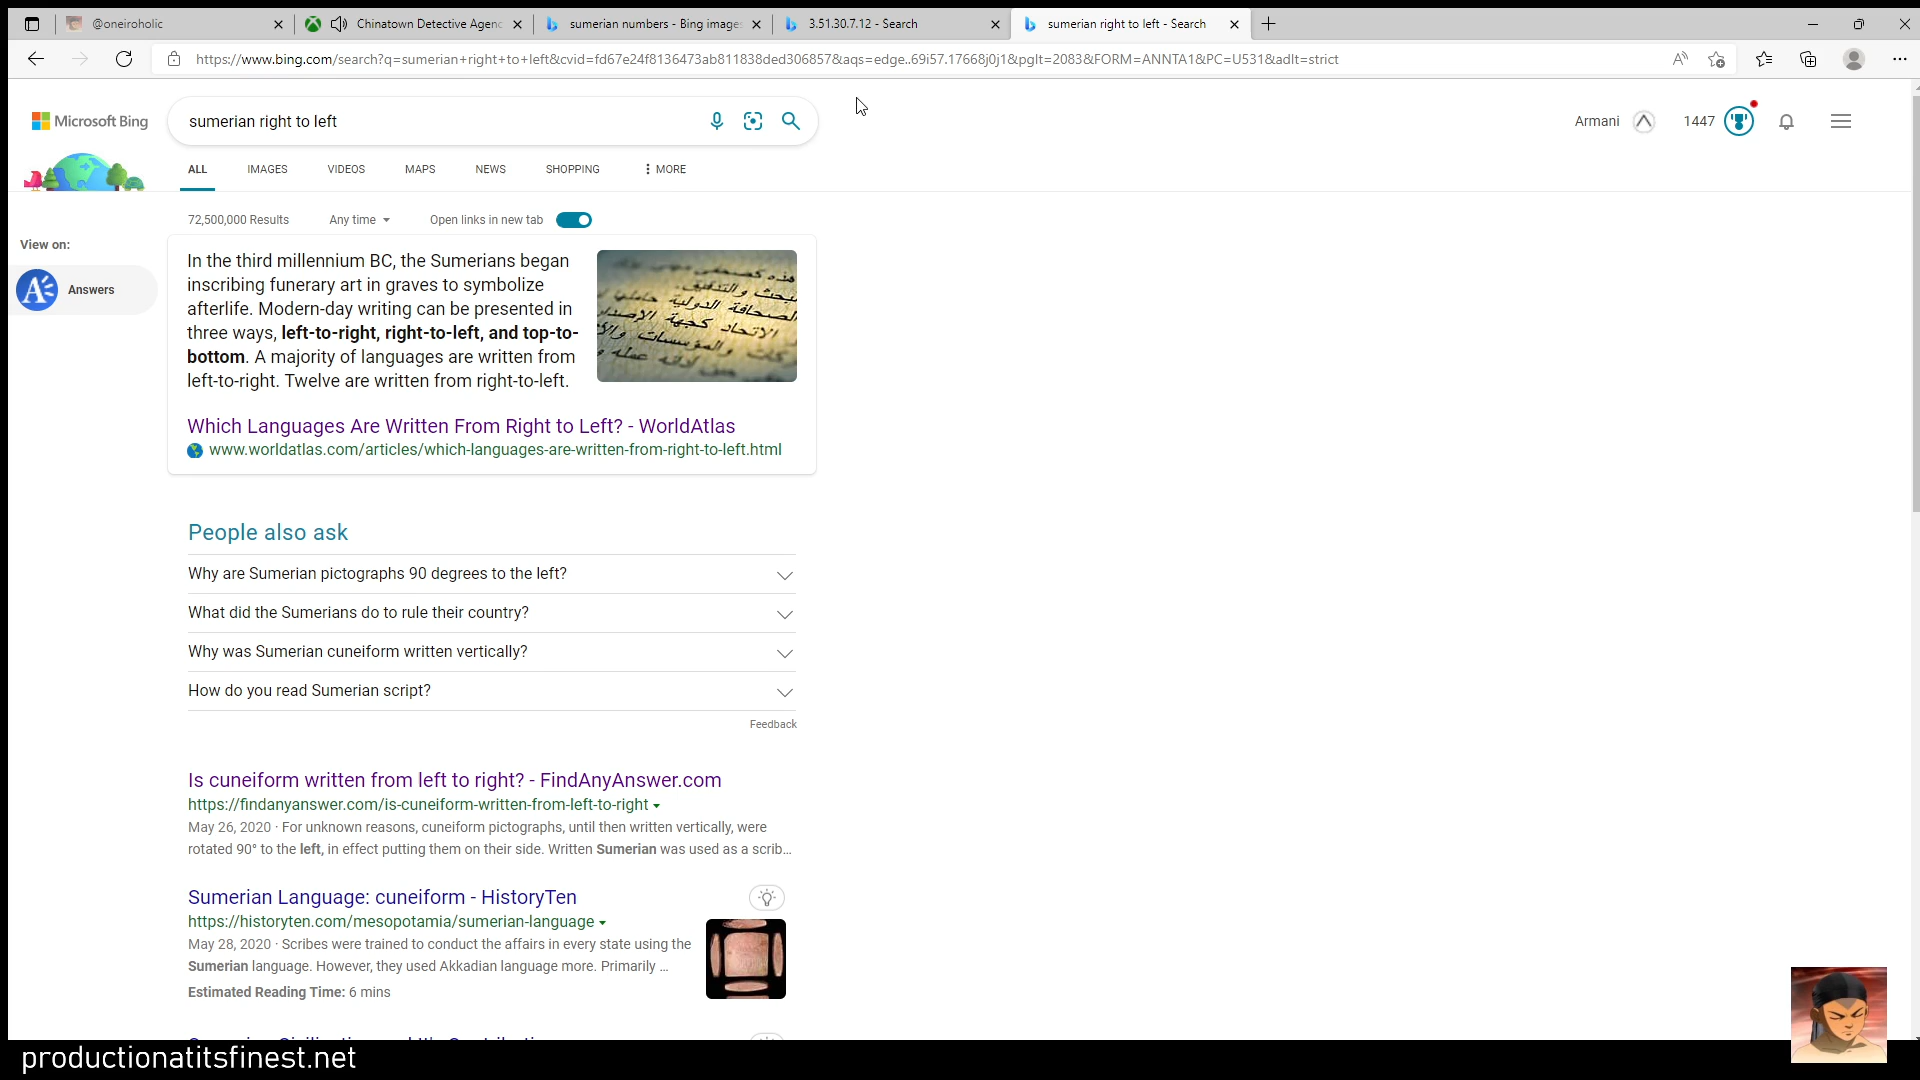 @oneiroholic
Chinatown Detective Agenc
sumerian numbers - Bing images
3.51.30.7.12 - Search
sumerian right to left - Search
https://www.bing.com/search?q=sumerian+right+to+left&cvid=fd67e24f8136473ab811838ded306857&aqs=edge..69i57.17668j0j1&pglt=2083&FORM=ANNTA1&PC=U531&adlt=strict
Microsoft Bing
sumerian right to left
Armani
1447
ALL
IMAGES
VIDEOS
MAPS
NEWS
SHOPPING
MORE
72,500,000 Results
Any time
Open links in new tab
View on:
Answers
In the third millennium BC, the Sumerians began
inscribing funerary art in graves to symbolize
afterlife. Modern-day writing can be presented in
three ways, left-to-right, right-to-left, and top-to-
bottom. A majority of languages are written from
left-to-right. Twelve are written from right-to-left.
Which Languages Are Written From Right to Left? - WorldAtlas
www.worldatlas.com/articles/which-languages-are-written-from-right-to-left.html
People also ask
Why are Sumerian pictographs 90 degrees to the left?
What did the Sumerians do to rule their country?
Why was Sumerian cuneiform written vertically?
How do you read Sumerian script?
Feedback
Is cuneiform written from left to right? - FindAnyAnswer.com
https://findanyanswer.com/is-cuneiform-written-from-left-to-right
May 26, 2020 · For unknown reasons, cuneiform pictographs, until then written vertically, were
rotated 90° to the left, in effect putting them on their side. Written Sumerian was used as a scrib...
Sumerian Language: cuneiform - HistoryTen
https://historyten.com/mesopotamia/sumerian-language
May 28, 2020 · Scribes were trained to conduct the affairs in every state using the
Sumerian language. However, they used Akkadian language more. Primarily ...
Estimated Reading Time: 6 mins
productionatitsfinest.net